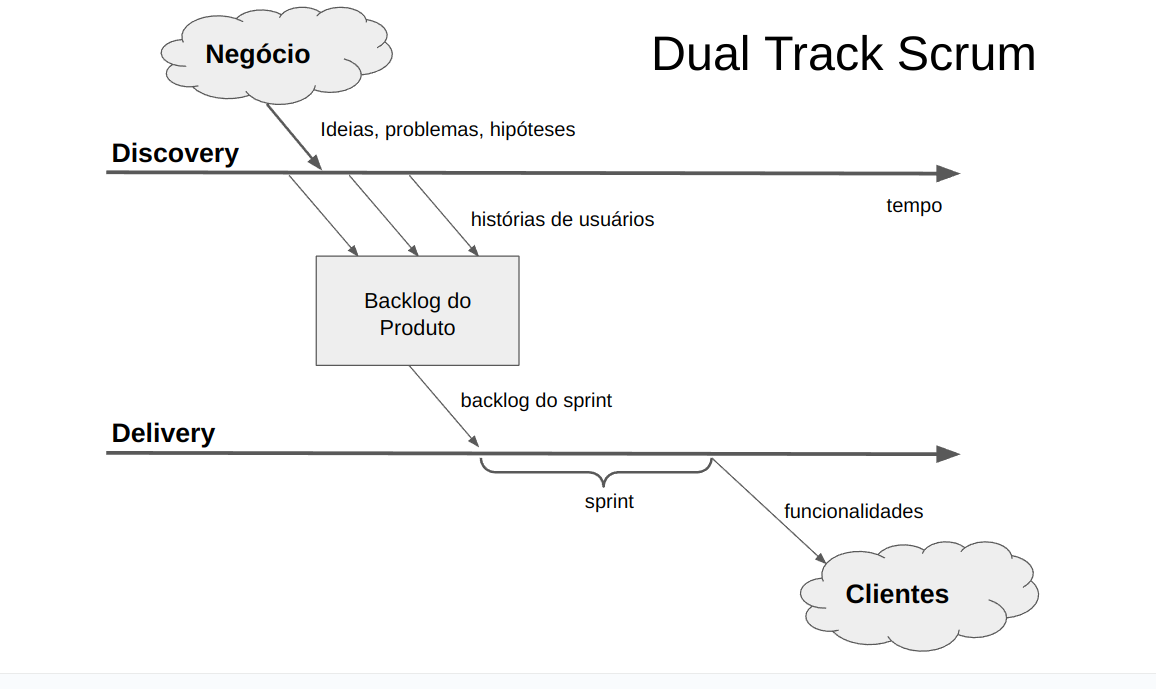 Dual Track Scrum
Negócio
Ideias, problemas, hipóteses
Discovery
tempo
histórias de usuários
Backlog do
Produto
backlog do sprint
Delivery
sprint
funcionalidades
Clientes